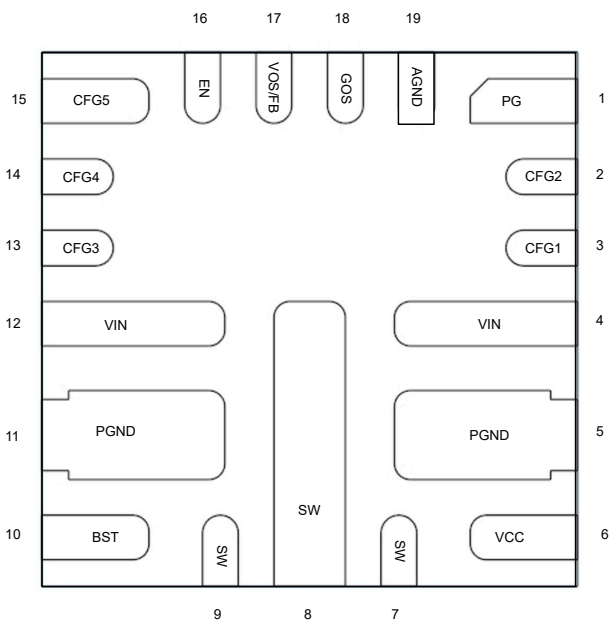 16 17 18 19
EN VOS/FB GOS AGND
15 CFG5 PG 1
14 CFG4 CFG2 2
13 CFG3 CFG1 3
12 VIN VIN 4
11 PGND PGND 5
SW
10 BST SW SW VCC 6
9 8 7